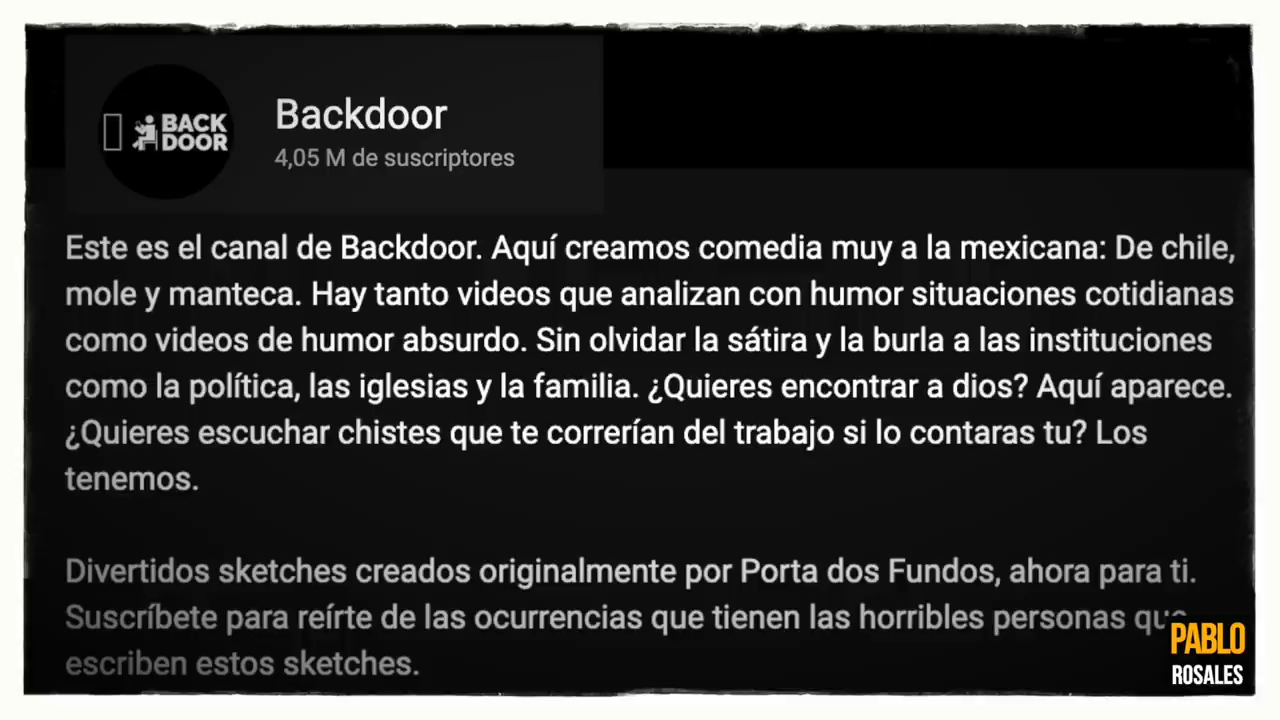 BACK
DOOR
Backdoor
4,05 M de suscriptores
Este es el canal de Backdoor. Aquí creamos comedia muy a la mexicana: De chile,
mole y manteca. Hay tanto videos que analizan con humor situaciones cotidianas
como videos de humor absurdo. Sin olvidar la sátira y la burla a las instituciones
como la política, las iglesias y la familia. ¿Quieres encontrar a dios? Aquí aparece.
¿Quieres escuchar chistes que te correrían del trabajo si lo contaras tu? Los
tenemos.
Divertidos sketches creados originalmente por Porta dos Fundos, ahora para ti.
Suscríbete para reírte de las ocurrencias que tienen las horribles personas que
escriben estos sketches.
PABLO
ROSALES